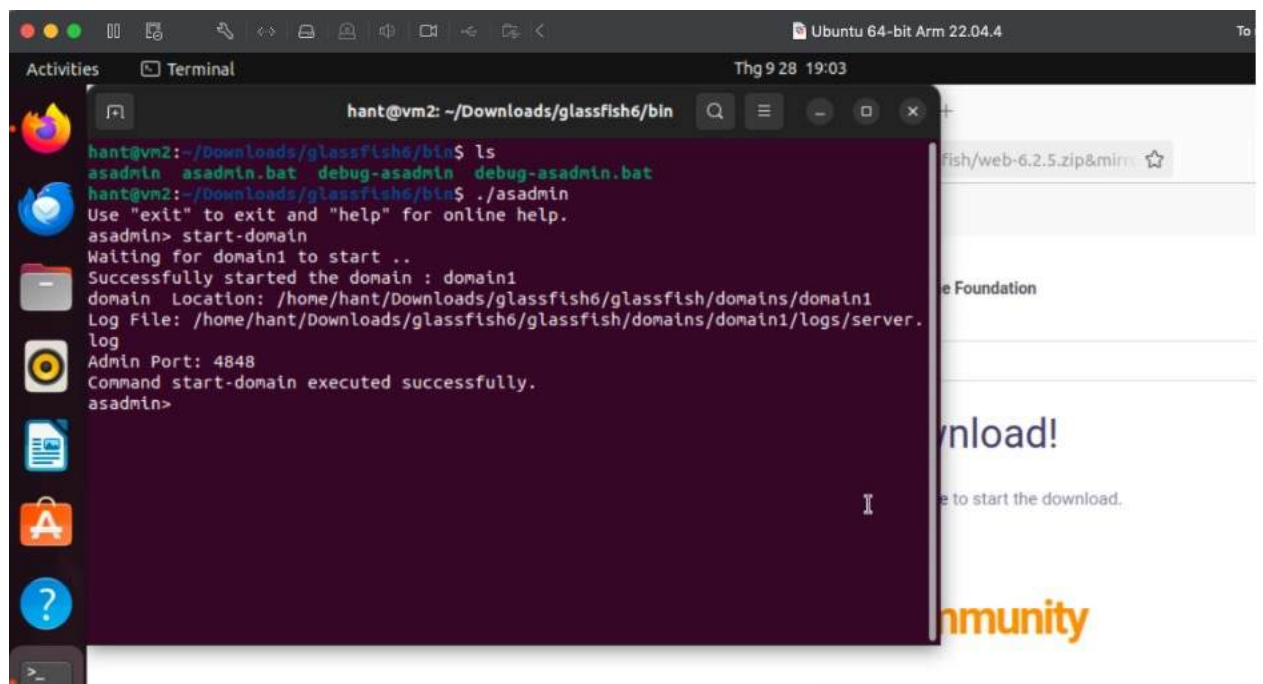 Ubuntu 64-bit Arm 22.04.4
To
Activities Terminal Thg 9 28 19:03
hant@vm2: ~/Downloads/glassfish6/bin
hant@vm2:~/Downloads/glassfish6/bin$ ls
asadmin asadmin.bat debug-asadmin debug-asadmin.bat
hant@vm2:~/Downloads/glassfish6/bin$ ./asadmin
Use "exit" to exit and "help" for online help.
asadmin> start-domain
Waiting for domain1 to start ..
Successfully started the domain : domain1
domain Location: /home/hant/Downloads/glassfish6/glassfish/domains/domain1
Log File: /home/hant/Downloads/glassfish6/glassfish/domains/domain1/logs/server.
log
Admin Port: 4848
Command start-domain executed successfully.
asadmin>
fish/web-6.2.5.zip&mirr
e Foundation
nload!
e to start the download.
munity